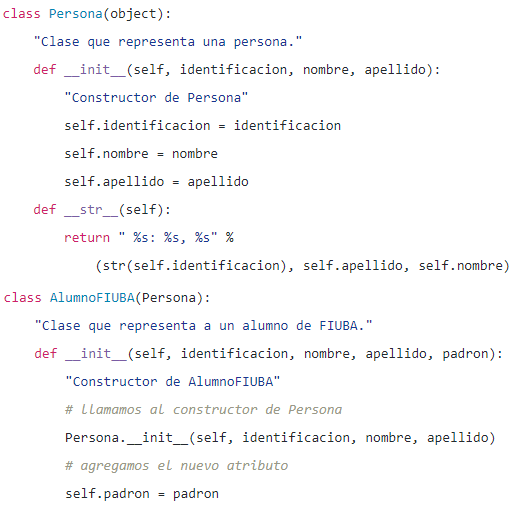 class Persona(object):
    "Clase que representa una persona."
    def __init__(self, identificacion, nombre, apellido):
        "Constructor de Persona"
        self.identificacion = identificacion
        self.nombre = nombre
        self.apellido = apellido
    def __str__(self):
        return " %s: %s, %s" %
            (str(self.identificacion), self.apellido, self.nombre)
class AlumnoFIUBA(Persona):
    "Clase que representa a un alumno de FIUBA."
    def __init__(self, identificacion, nombre, apellido, padron):
        "Constructor de AlumnoFIUBA"
        # llamamos al constructor de Persona
        Persona.__init__(self, identificacion, nombre, apellido)
        # agregamos el nuevo atributo
        self.padron = padron